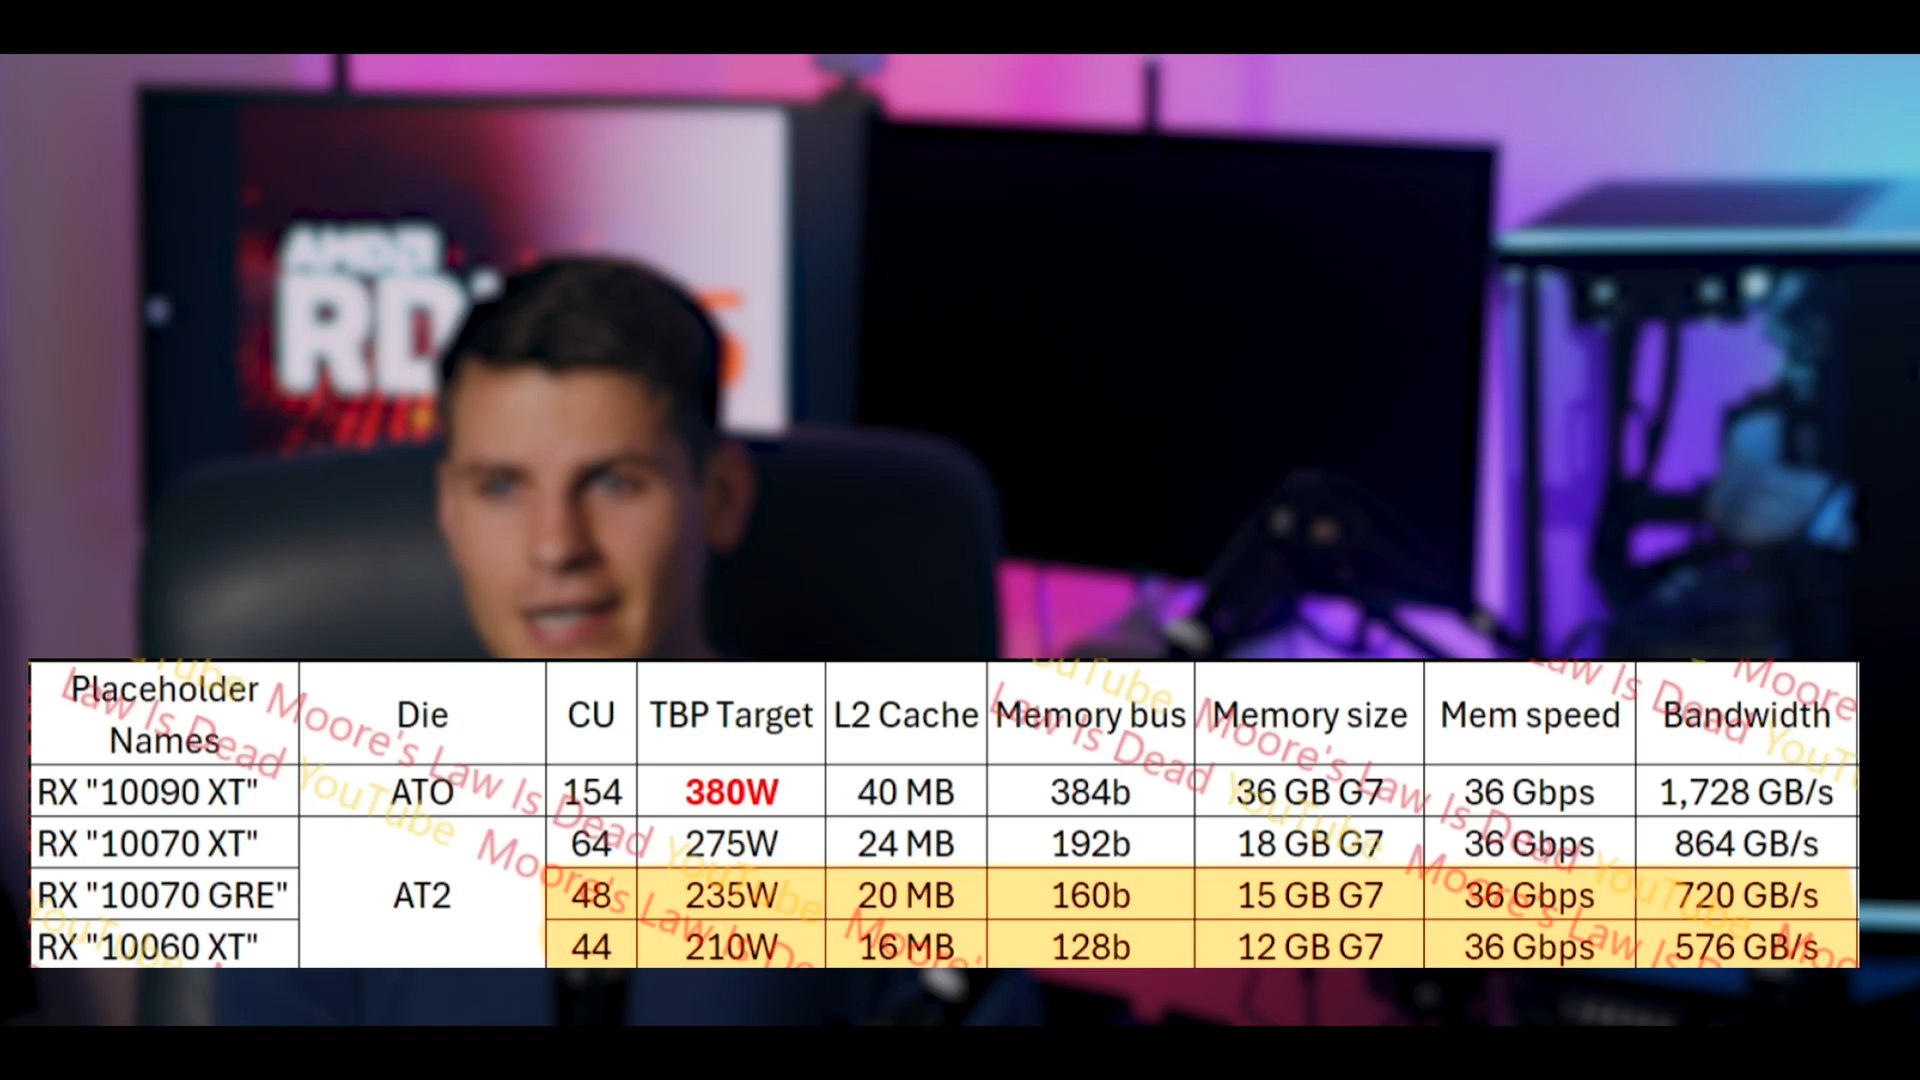 AMD
RD
5
Placeholder Names Die CU TBP Target L2 Cache Memory bus Memory size Mem speed Bandwidth
RX "10090 XT" ATO 154 380W 40 MB 384b 36 GB G7 36 Gbps 1,728 GB/s
RX "10070 XT" 64 275W 24 MB 192b 18 GB G7 36 Gbps 864 GB/s
RX "10070 GRE" AT2 48 235W 20 MB 160b 15 GB G7 36 Gbps 720 GB/s
RX "10060 XT" 44 210W 16 MB 128b 12 GB G7 36 Gbps 576 GB/s
Moore's Law Is Dead YouTube